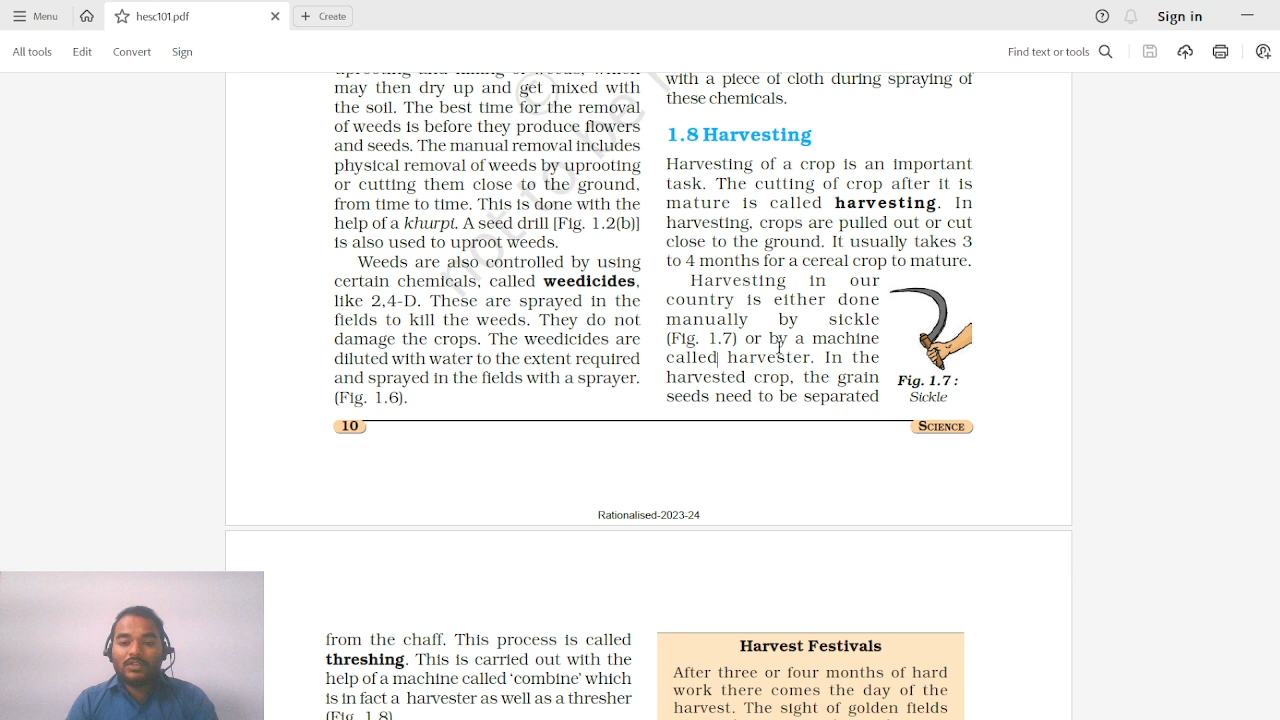 Menu
hesc101.pdf
Create
Sign in
All tools
Edit
Convert
Sign
Find text or tools
uprooting and killing of weeds, which
may then dry up and get mixed with
the soil. The best time for the removal
of weeds is before they produce flowers
and seeds. The manual removal includes
physical removal of weeds by uprooting
or cutting them close to the ground,
from time to time. This is done with the
help of a khurpi. A seed drill [Fig. 1.2(b)]
is also used to uproot weeds.
Weeds are also controlled by using
certain chemicals, called weedicides,
like 2,4-D. These are sprayed in the
fields to kill the weeds. They do not
damage the crops. The weedicides are
diluted with water to the extent required
and sprayed in the fields with a sprayer.
(Fig. 1.6).
with a piece of cloth during spraying of
these chemicals.
1.8 Harvesting
Harvesting of a crop is an important
task. The cutting of crop after it is
mature is called harvesting. In
harvesting, crops are pulled out or cut
close to the ground. It usually takes 3
to 4 months for a cereal crop to mature.
Harvesting in our
country is either done
manually by sickle
(Fig. 1.7) or by a machine
called harvester. In the
harvested crop, the grain
seeds need to be separated
Fig. 1.7 :
Sickle
©
not to be
10
SCIENCE
Rationalised-2023-24
from the chaff. This process is called
threshing. This is carried out with the
help of a machine called ‘combine’ which
is in fact a harvester as well as a thresher
(Fig. 1.8)
Harvest Festivals
After three or four months of hard
work there comes the day of the
harvest. The sight of golden fields